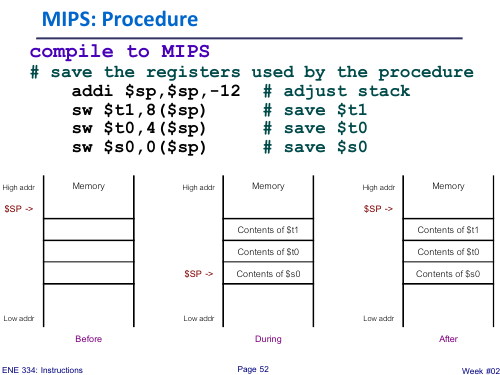 MIPS: Procedure
compile to MIPS
# save the registers used by the procedure
addi $sp,$sp,-12 # adjust stack
sw $t1,8($sp) # save $t1
sw $t0,4($sp) # save $t0
sw $s0,0($sp) # save $s0
High addr Memory High addr Memory High addr Memory
$SP -> $SP ->
Contents of $t1 Contents of $t1
Contents of $t0 Contents of $t0
$SP -> Contents of $s0 Contents of $s0
Low addr Low addr Low addr
Before During After
ENE 334: Instructions Page 52 Week #02